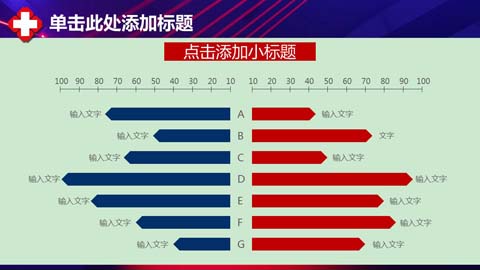 单击此处添加标题
点击添加小标题
100 90 80 70 60 50 40 30 20 10 10 20 30 40 50 60 70 80 90 100
输入文字 A 输入文字
输入文字 B 文字
输入文字 C 输入文字
输入文字 D 输入文字
输入文字 E 输入文字
输入文字 F 输入文字
输入文字 G 输入文字